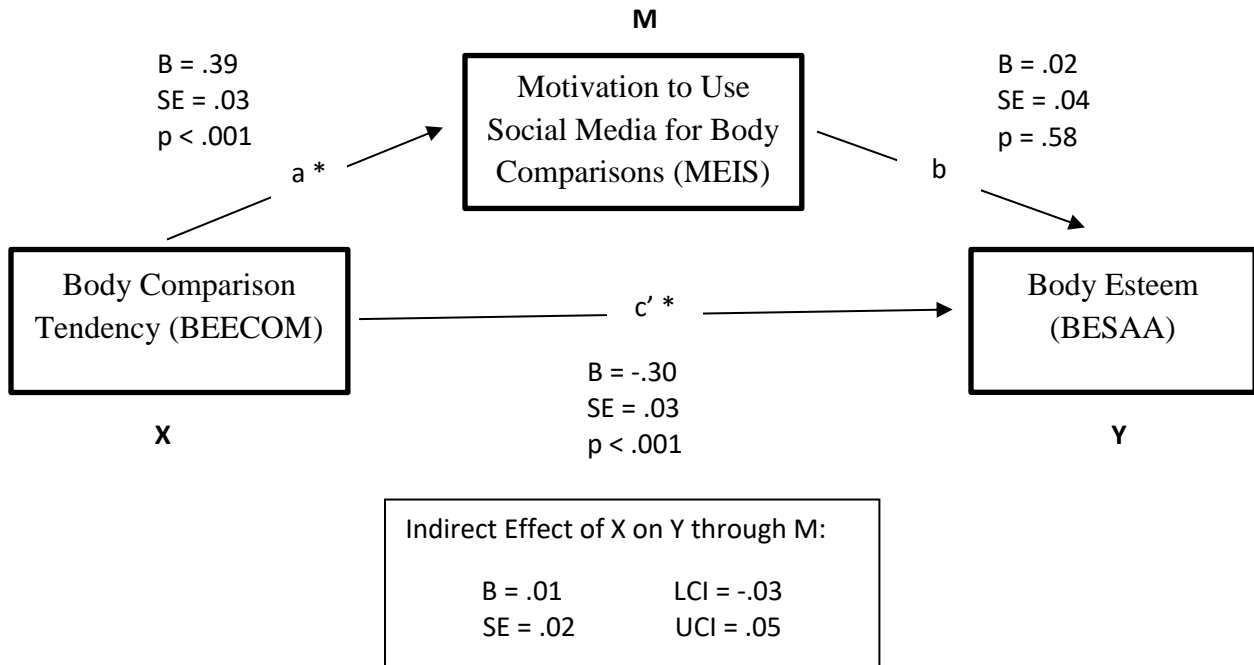 M
B = .39
SE = .03
p < .001
a *
Motivation to Use
Social Media for Body
Comparisons (MEIS)
B = .02
SE = .04
p = .58
b
Body Comparison
Tendency (BEECOM)
X
c’ *
B = -.30
SE = .03
p < .001
Body Esteem
(BESAA)
Y
Indirect Effect of X on Y through M:
B = .01 LCI = -.03
SE = .02 UCI = .05